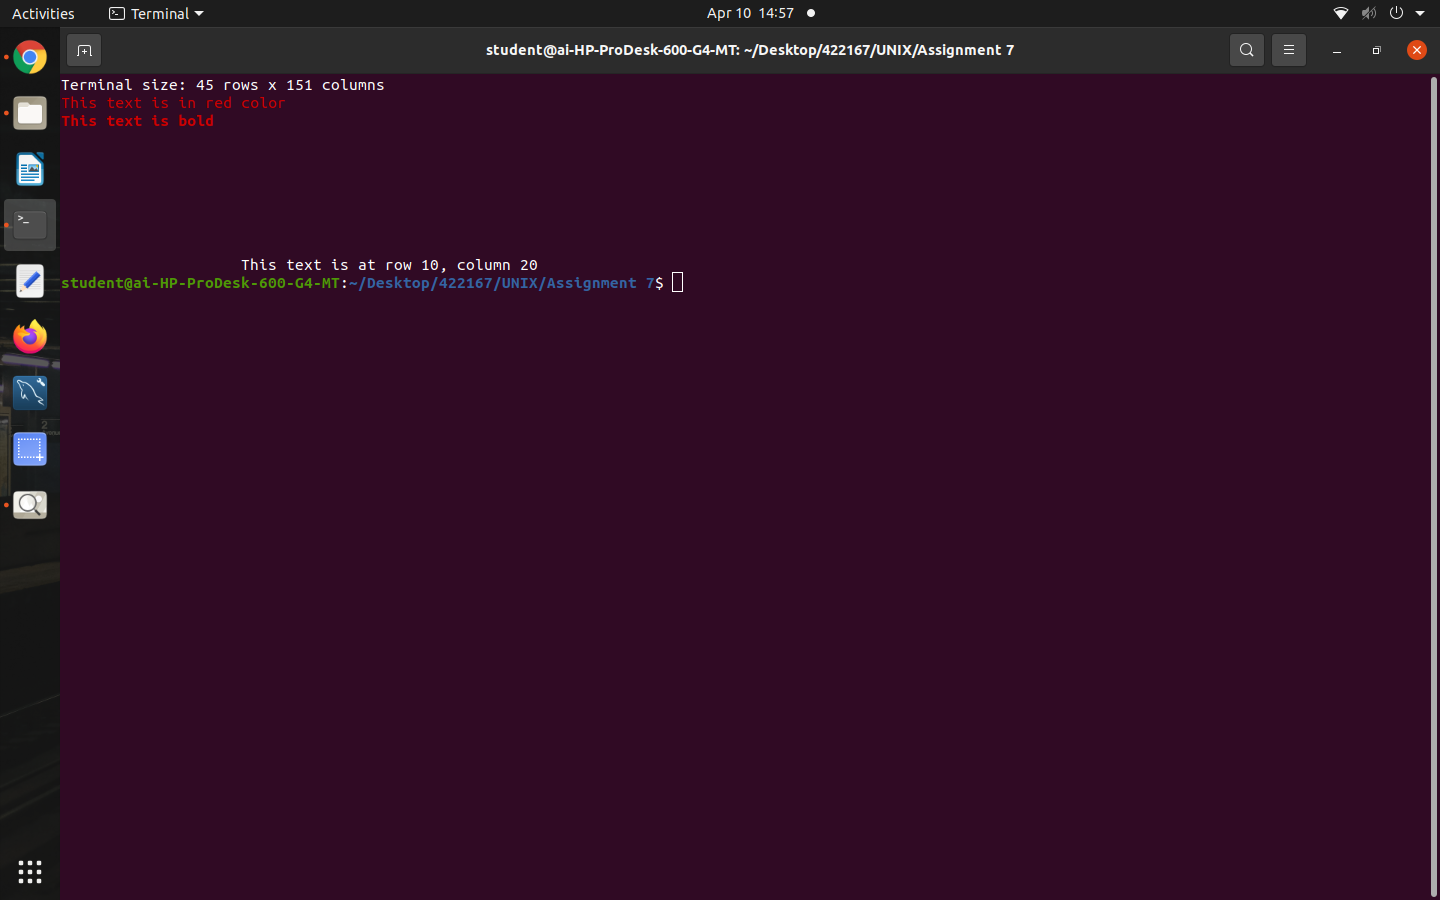 Activities
Terminal
Apr 10 14:57
student@ai-HP-ProDesk-600-G4-MT: ~/Desktop/422167/UNIX/Assignment 7
Terminal size: 45 rows x 151 columns
This text is in red color
This text is bold
This text is at row 10, column 20
student@ai-HP-ProDesk-600-G4-MT:~/Desktop/422167/UNIX/Assignment 7$
2